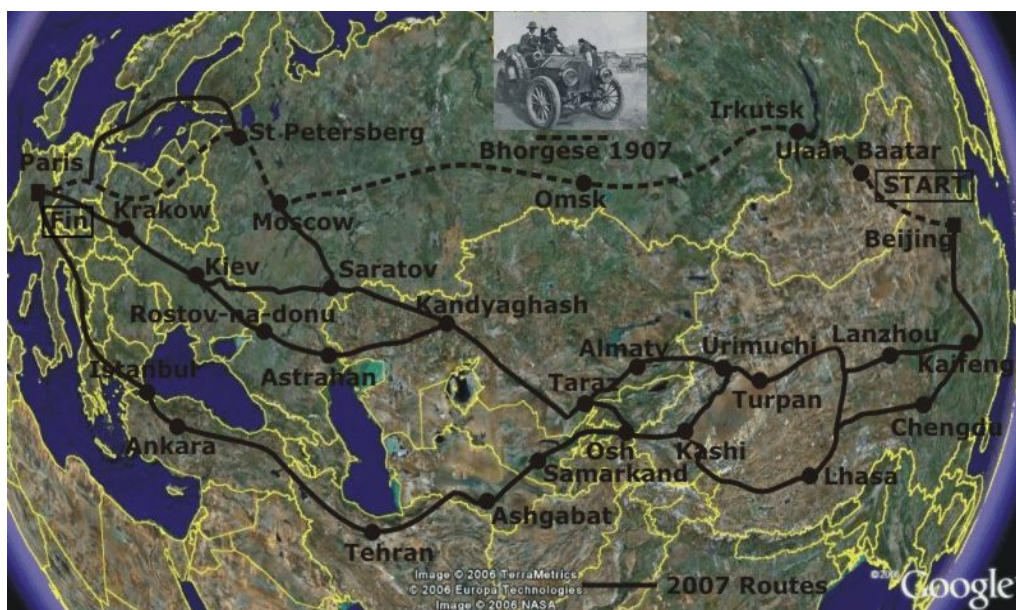 Irkutsk
St Petersberg
Bhorgese 1907
Ulaan Baatar
Paris
START
Omsk
Krakow
Fin
Moscow
Beijing
Kiev
Saratov
Kandyaghash
Rostov-na-donu
Lanzhou
Almaty
Urimuchi
Kaifeng
Astrahan
Istanbul
Taraz
Turpan
Chengdu
Ankara
Osh
Kashi
Samarkand
Lhasa
Ashgabat
Tehran
Image © 2006 TerraMetrics
© 2006 Europa Technologies
Image © 2006 NASA
2007 Routes
©2006 Google